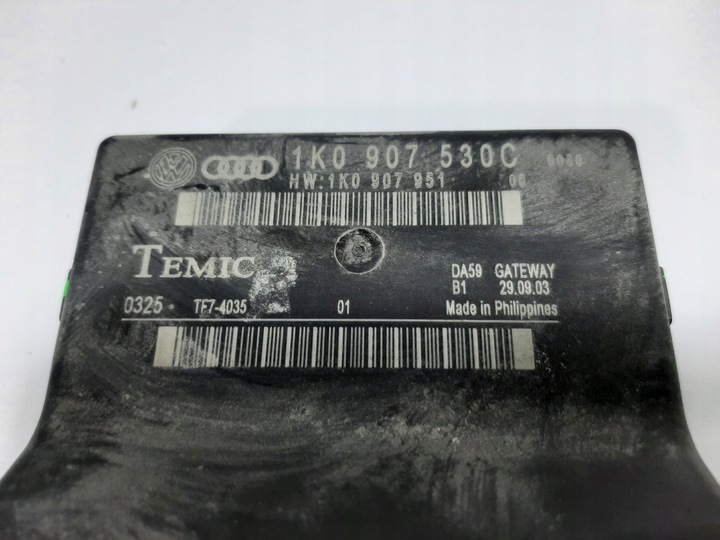 1K0 907 530C
HW:1K0 907 951
TEMIC
DA59 GATEWAY
B1 29.09.03
0325 TF7-4035 01 Made in Philippines